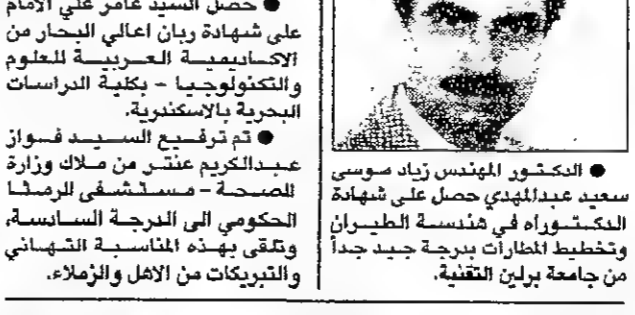 ● الدكتور المهندس زياد موسى
سعيد عبدالمهدي حصل على شهادة
الدكتوراه في هندسة الطيران
وتخطيط المطارات بدرجة جيد جداً
من جامعة برلين التقنية.
● حصل السيد عامر علي الامام
على شهادة ربان اعالي البحار من
الاكاديمية العربية للعلوم
والتكنولوجيا - بكلية الدراسات
البحرية بالاسكندرية.
● تم ترفيع السيد فواز
عبدالكريم عنتر من ملاك وزارة
الصحة - مستشفى الرمثا
الحكومي الى الدرجة السادسة،
وتلقى بهذه المناسبة التهاني
والتبريكات من الاهل والزملاء.